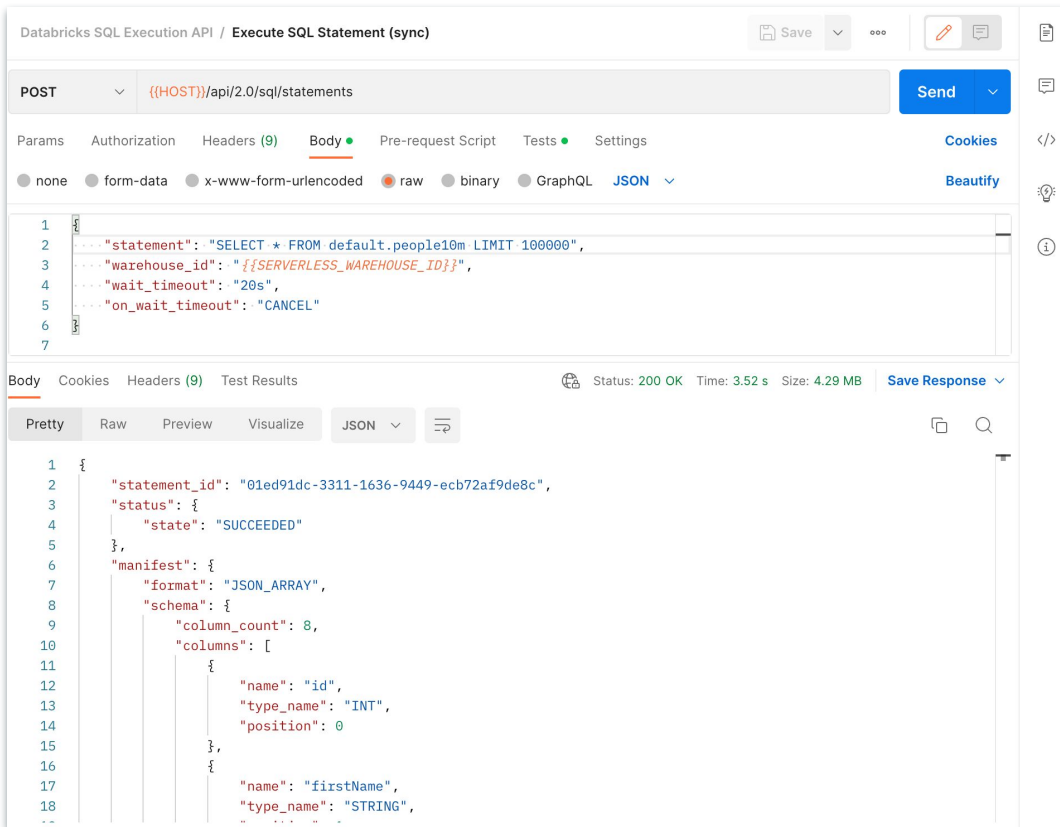 Databricks SQL Execution API / Execute SQL Statement (sync) Save
POST {{HOST}}/api/2.0/sql/statements Send
Params Authorization Headers (9) Body Pre-request Script Tests Settings Cookies
none form-data x-www-form-urlencoded raw binary GraphQL JSON Beautify
1 {
2 "statement": "SELECT * FROM default.people10m LIMIT 100000",
3 "warehouse_id": "{{SERVERLESS_WAREHOUSE_ID}}",
4 "wait_timeout": "20s",
5 "on_wait_timeout": "CANCEL"
6 }
7
Body Cookies Headers (9) Test Results Status: 200 OK Time: 3.52 s Size: 4.29 MB Save Response
Pretty Raw Preview Visualize JSON
1 {
2 "statement_id": "01ed91dc-3311-1636-9449-ecb72af9de8c",
3 "status": {
4 "state": "SUCCEEDED"
5 },
6 "manifest": {
7 "format": "JSON_ARRAY",
8 "schema": {
9 "column_count": 8,
10 "columns": [
11 {
12 "name": "id",
13 "type_name": "INT",
14 "position": 0
15 },
16 {
17 "name": "firstName",
18 "type_name": "STRING",